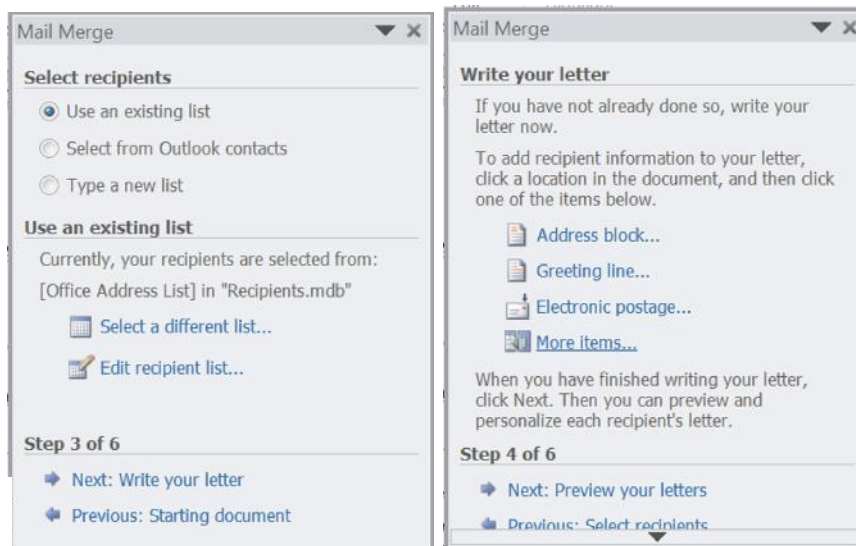 Mail Merge
Select recipients
Use an existing list
Select from Outlook contacts
Type a new list
Use an existing list
Currently, your recipients are selected from:
[Office Address List] in "Recipients.mdb"
Select a different list...
Edit recipient list...
Step 3 of 6
Next: Write your letter
Previous: Starting document
Mail Merge
Write your letter
If you have not already done so, write your
letter now.
To add recipient information to your letter,
click a location in the document, and then click
one of the items below.
Address block...
Greeting line...
Electronic postage...
More items...
When you have finished writing your letter,
click Next. Then you can preview and
personalize each recipient's letter.
Step 4 of 6
Next: Preview your letters
Previous: Select recipients